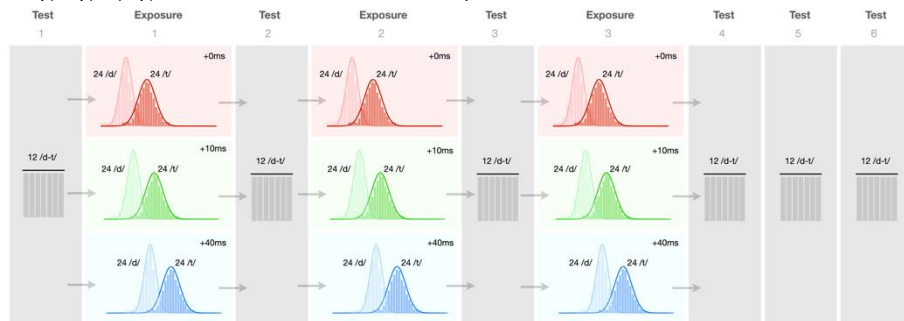 Test Exposure Test Exposure Test Exposure Test Test Test
1 1 2 2 3 3 4 5 6
+0ms +0ms +0ms
24 /d/ 24 /t/ 24 /d/ 24 /t/ 24 /d/ 24 /t/
+10ms +10ms +10ms
12 /d-t/ 24 /d/ 24 /t/ 12 /d-t/ 24 /d/ 24 /t/ 12 /d-t/ 24 /d/ 24 /t/ 12 /d-t/ 12 /d-t/ 12 /d-t/
+40ms +40ms +40ms
24 /d/ 24 /t/ 24 /d/ 24 /t/ 24 /d/ 24 /t/